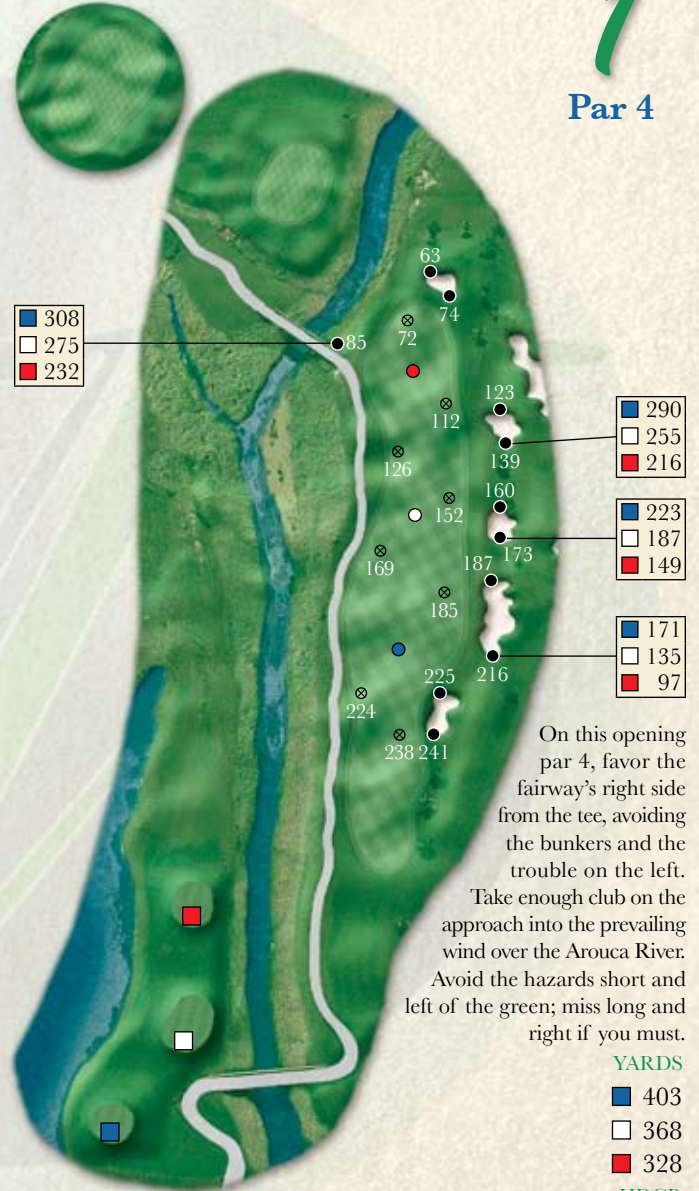 7
Par 4
63
74
72
85
308
275
232
112
123
139
290
255
216
126
152
160
173
223
187
149
169
187
185
216
171
135
97
225
224
238 241
On this opening
par 4, favor the
fairway's right side
from the tee, avoiding
the bunkers and the
trouble on the left.
Take enough club on the
approach into the prevailing
wind over the Arouca River.
Avoid the hazards short and
left of the green; miss long and
right if you must.
YARDS
403
368
328
HDCP